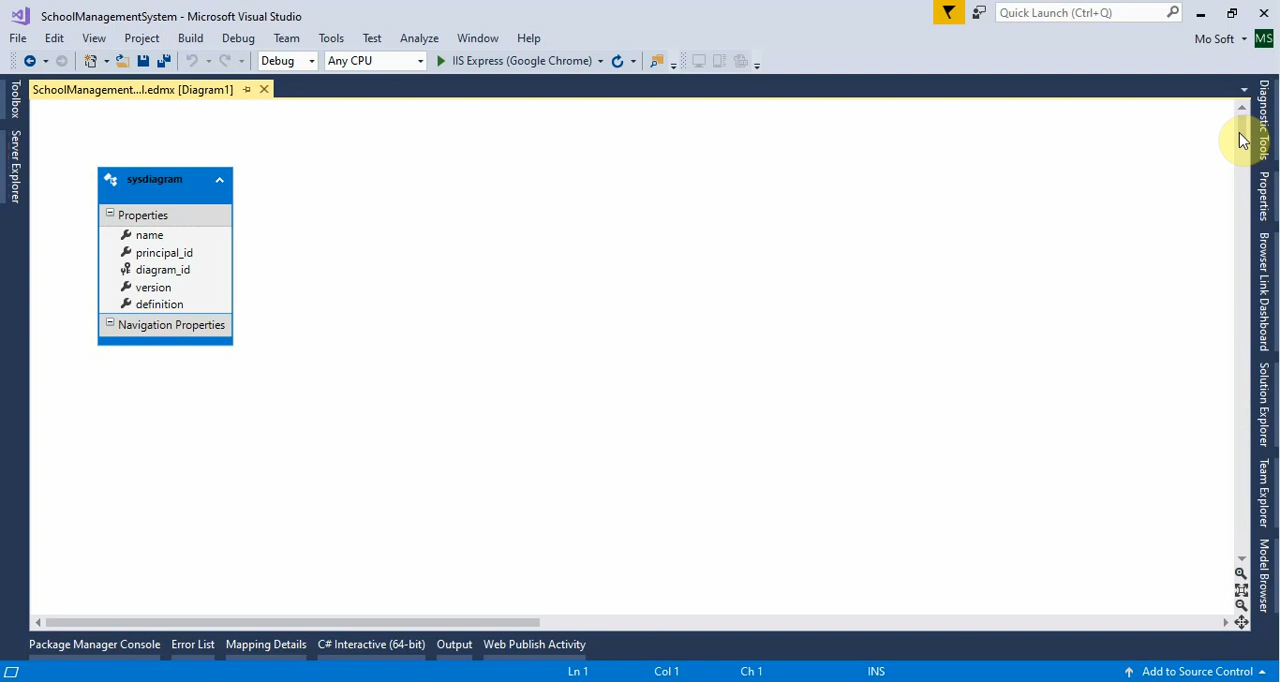 SchoolManagementSystem - Microsoft Visual Studio
Quick Launch (Ctrl+Q)
File Edit View Project Build Debug Team Tools Test Analyze Window Help
Mo Soft MS
Debug Any CPU IIS Express (Google Chrome)
SchoolManagement...l.edmx [Diagram1]
Toolbox
Server Explorer
sysdiagram
Properties
name
principal_id
diagram_id
version
definition
Navigation Properties
Diagnostic Tools
Properties
Browser Link Dashboard
Solution Explorer
Team Explorer
Model Browser
Package Manager Console Error List Mapping Details C# Interactive (64-bit) Output Web Publish Activity
Ln 1 Col 1 Ch 1 INS Add to Source Control